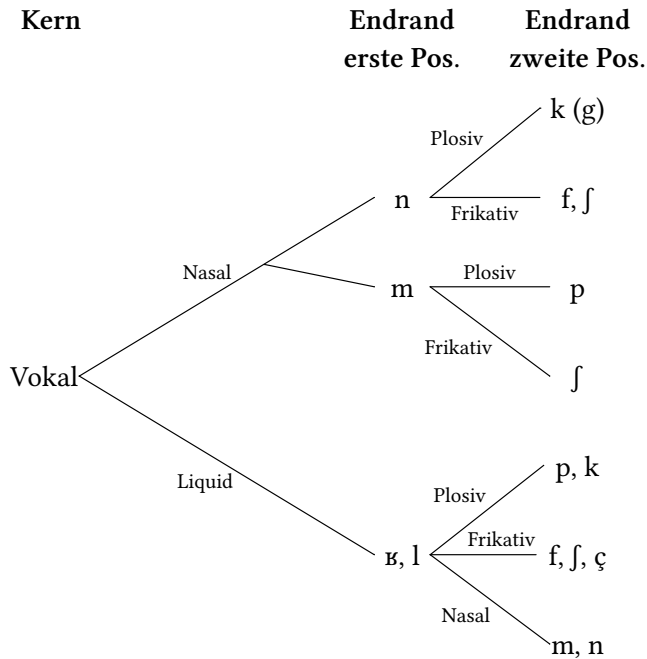 Kern Endrand Endrand
erste Pos. zweite Pos.
k (g)
Plosiv
n Frikativ f, ʃ
Nasal
m Plosiv p
Frikativ
Vokal ʃ
p, k
Liquid Plosiv
ʁ, l Frikativ f, ʃ, ç
Nasal
m, n